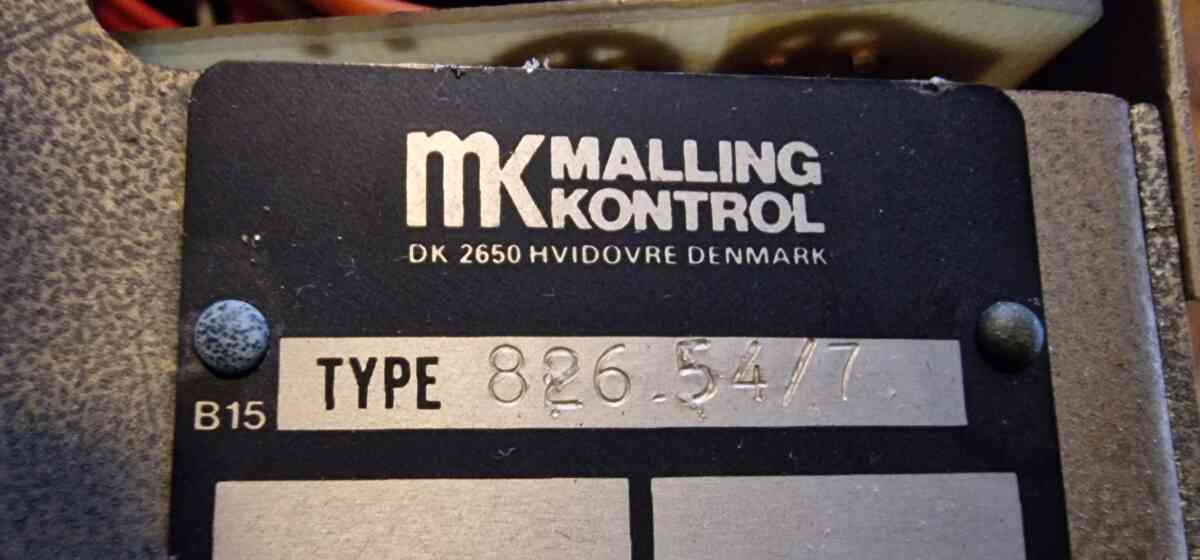 MK MALLING
KONTROL
DK 2650 HVIDOVRE DENMARK
TYPE 826.54/7
B15